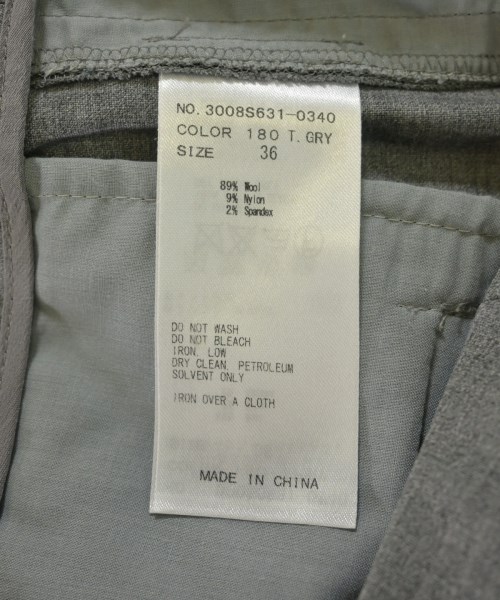 NO. 3008S631-0340
COLOR 180 T. GRY
SIZE 36
89% Wool
9% Nylon
2% Spandex
DO NOT WASH
DO NOT BLEACH
IRON, LOW
DRY CLEAN, PETROLEUM
SOLVENT ONLY
IRON OVER A CLOTH
MADE IN CHINA